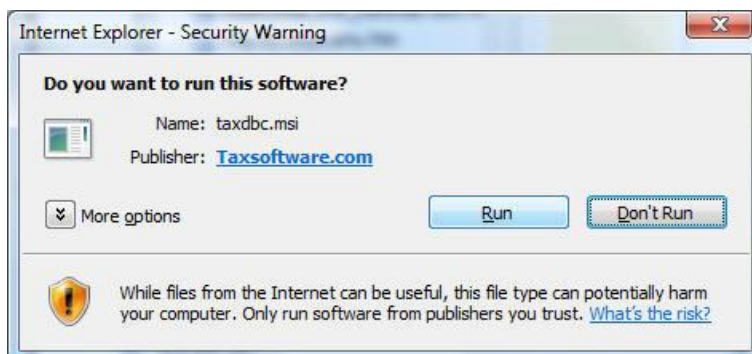 Internet Explorer - Security Warning
Do you want to run this software?
Name: taxdbc.msi
Publisher: Taxsoftware.com
More options
Run
Don't Run
While files from the Internet can be useful, this file type can potentially harm
your computer. Only run software from publishers you trust. What's the risk?